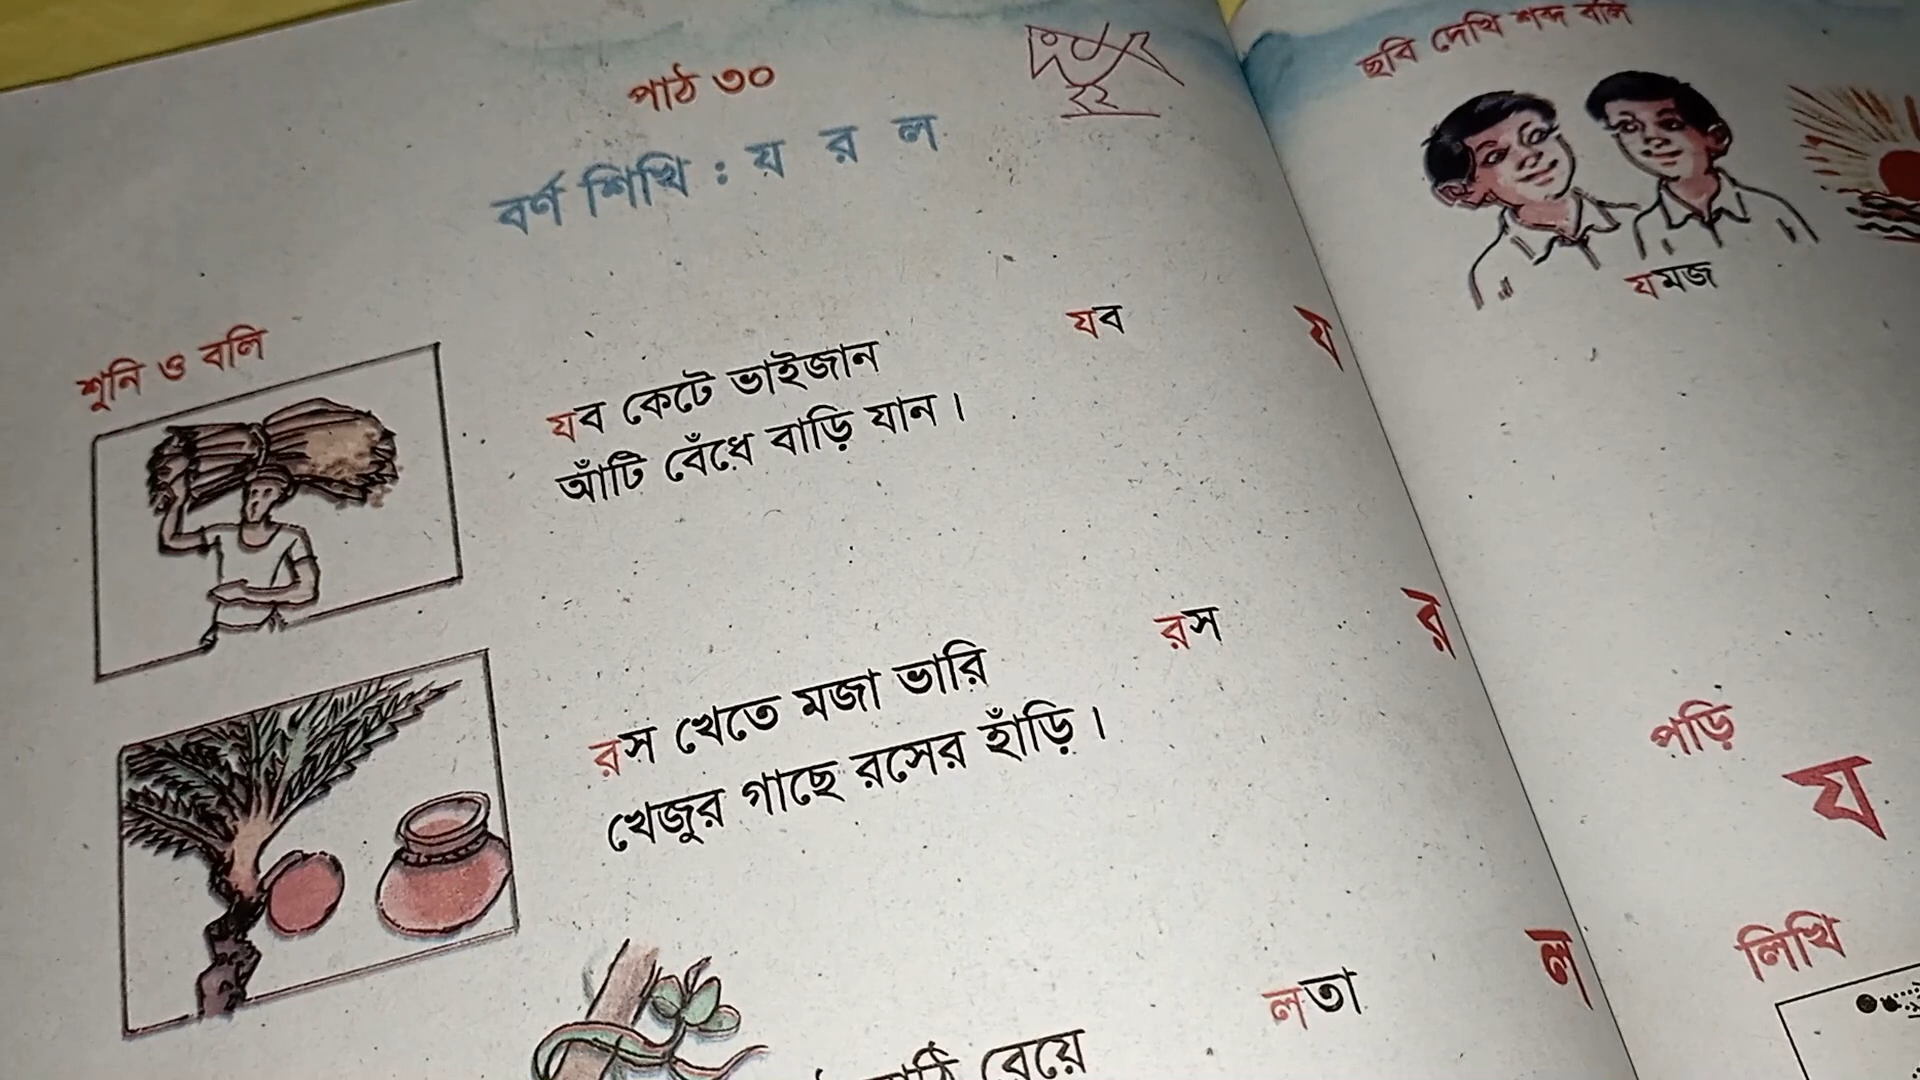 পাঠ ৩০
বর্ণ শিখি : য র ল
শুনি ও বলি
যব কেটে ভাইজান
আঁটি বেঁধে বাড়ি যান।
যব
য
রস খেতে মজা ভারি
খেজুর গাছে রসের হাঁড়ি।
রস
র
বেয়ে
লতা
ল
ছবি দেখি শব্দ বলি
যমজ
পড়ি
য
লিখি